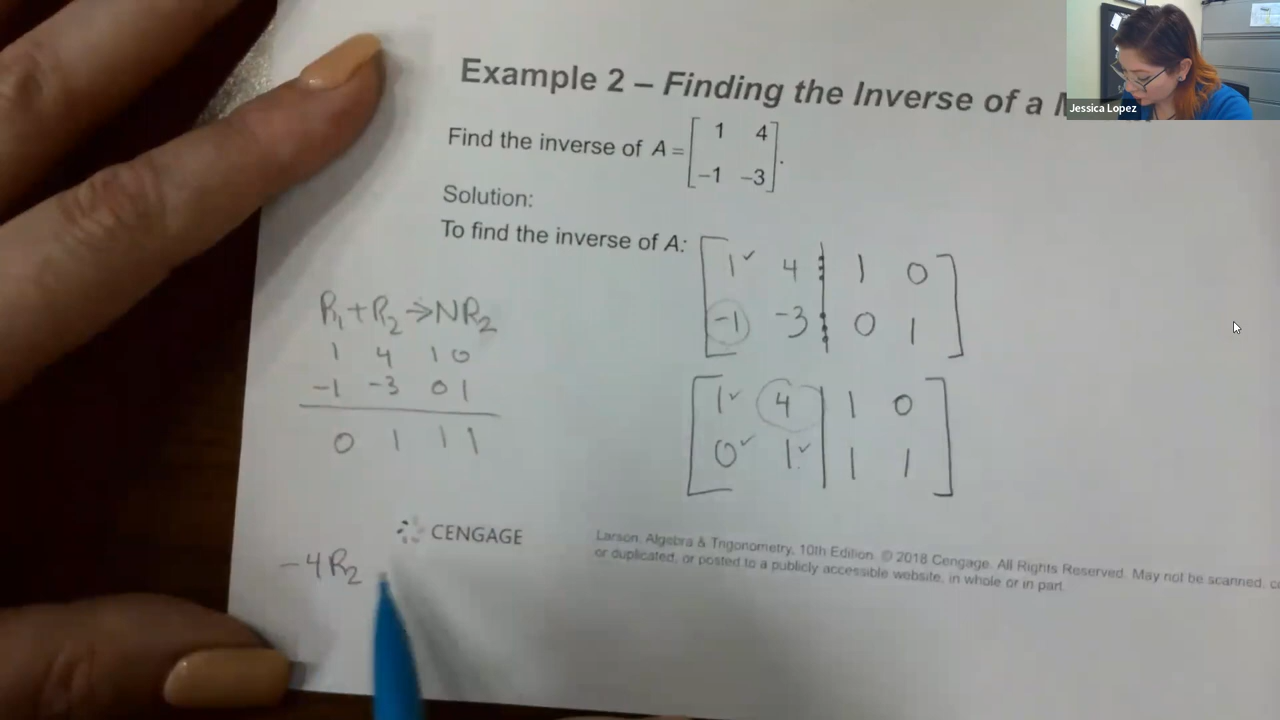 Jessica Lopez
Example 2 – Finding the Inverse of a
Find the inverse of A = [ 1 4
−1 −3 ].
Solution:
To find the inverse of A:
[ 1 ✓ 4 ⋮ 1 0
−1 −3 ⋮ 0 1 ]
R₁ + R₂ → NR₂
1 4 1 0
−1 −3 0 1
0 1 1 1
[ 1 ✓ 4 | 1 0
0 ✓ 1 ✓ | 1 1 ]
CENGAGE
−4R₂
Larson, Algebra & Trigonometry, 10th Edition. © 2018 Cengage. All Rights Reserved. May not be scanned,
or duplicated, or posted to a publicly accessible website, in whole or in part.